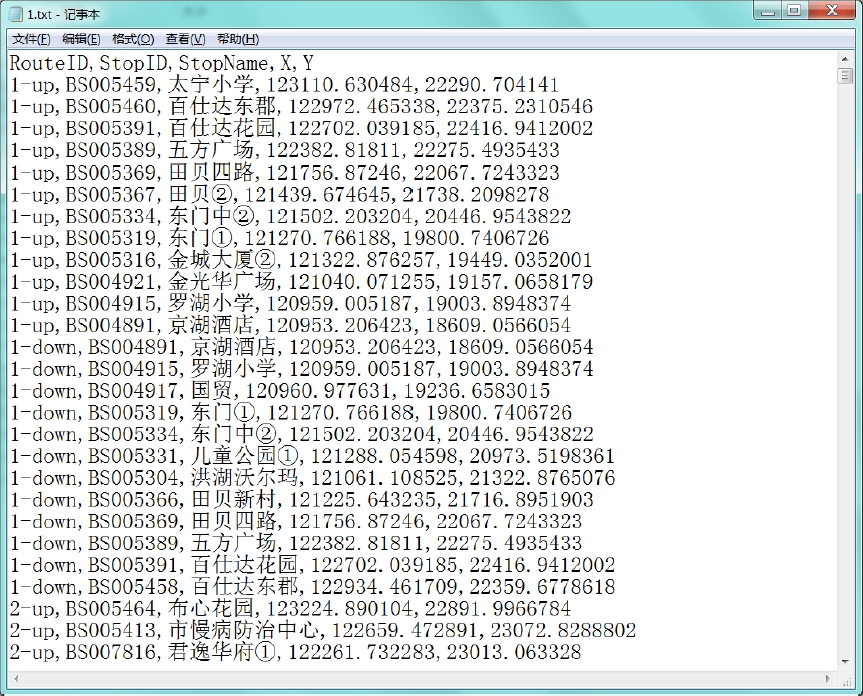 1.txt - 记事本
文件(F) 编辑(E) 格式(O) 查看(V) 帮助(H)
RouteID,StopID,StopName,X,Y
1-up,BS005459,太宁小学,123110.630484,22290.704141
1-up,BS005460,百仕达东郡,122972.465338,22375.2310546
1-up,BS005391,百仕达花园,122702.039185,22416.9412002
1-up,BS005389,五方广场,122382.81811,22275.4935433
1-up,BS005369,田贝四路,121756.87246,22067.7243323
1-up,BS005367,田贝②,121439.674645,21738.2098278
1-up,BS005334,东门中②,121502.203204,20446.9543822
1-up,BS005319,东门①,121270.766188,19800.7406726
1-up,BS005316,金城大厦②,121322.876257,19449.0352001
1-up,BS004921,金光华广场,121040.071255,19157.0658179
1-up,BS004915,罗湖小学,120959.005187,19003.8948374
1-up,BS004891,京湖酒店,120953.206423,18609.0566054
1-down,BS004891,京湖酒店,120953.206423,18609.0566054
1-down,BS004915,罗湖小学,120959.005187,19003.8948374
1-down,BS004917,国贸,120960.977631,19236.6583015
1-down,BS005319,东门①,121270.766188,19800.7406726
1-down,BS005334,东门中②,121502.203204,20446.9543822
1-down,BS005331,儿童公园①,121288.054598,20973.5198361
1-down,BS005304,洪湖沃尔玛,121061.108525,21322.8765076
1-down,BS005366,田贝新村,121225.643235,21716.8951903
1-down,BS005369,田贝四路,121756.87246,22067.7243323
1-down,BS005389,五方广场,122382.81811,22275.4935433
1-down,BS005391,百仕达花园,122702.039185,22416.9412002
1-down,BS005458,百仕达东郡,122934.461709,22359.6778618
2-up,BS005464,布心花园,123224.890104,22891.9966784
2-up,BS005413,市慢病防治中心,122659.472891,23072.8288802
2-up,BS007816,君逸华府①,122261.732283,23013.063328